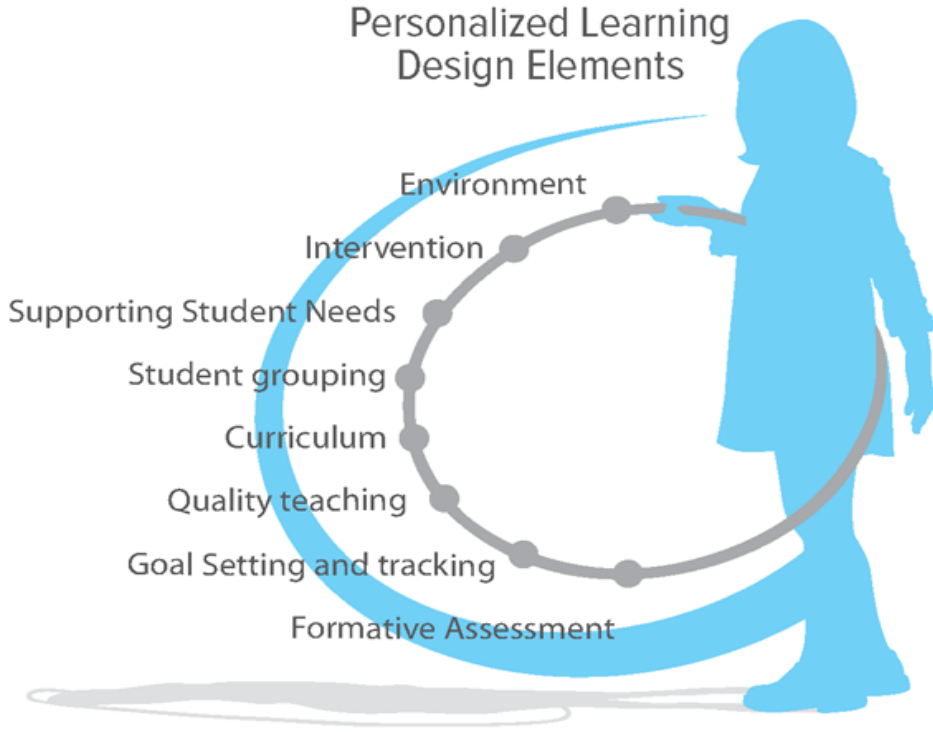 Personalized Learning
Design Elements
Environment
Intervention
Supporting Student Needs
Student grouping
Curriculum
Quality teaching
Goal Setting and tracking
Formative Assessment